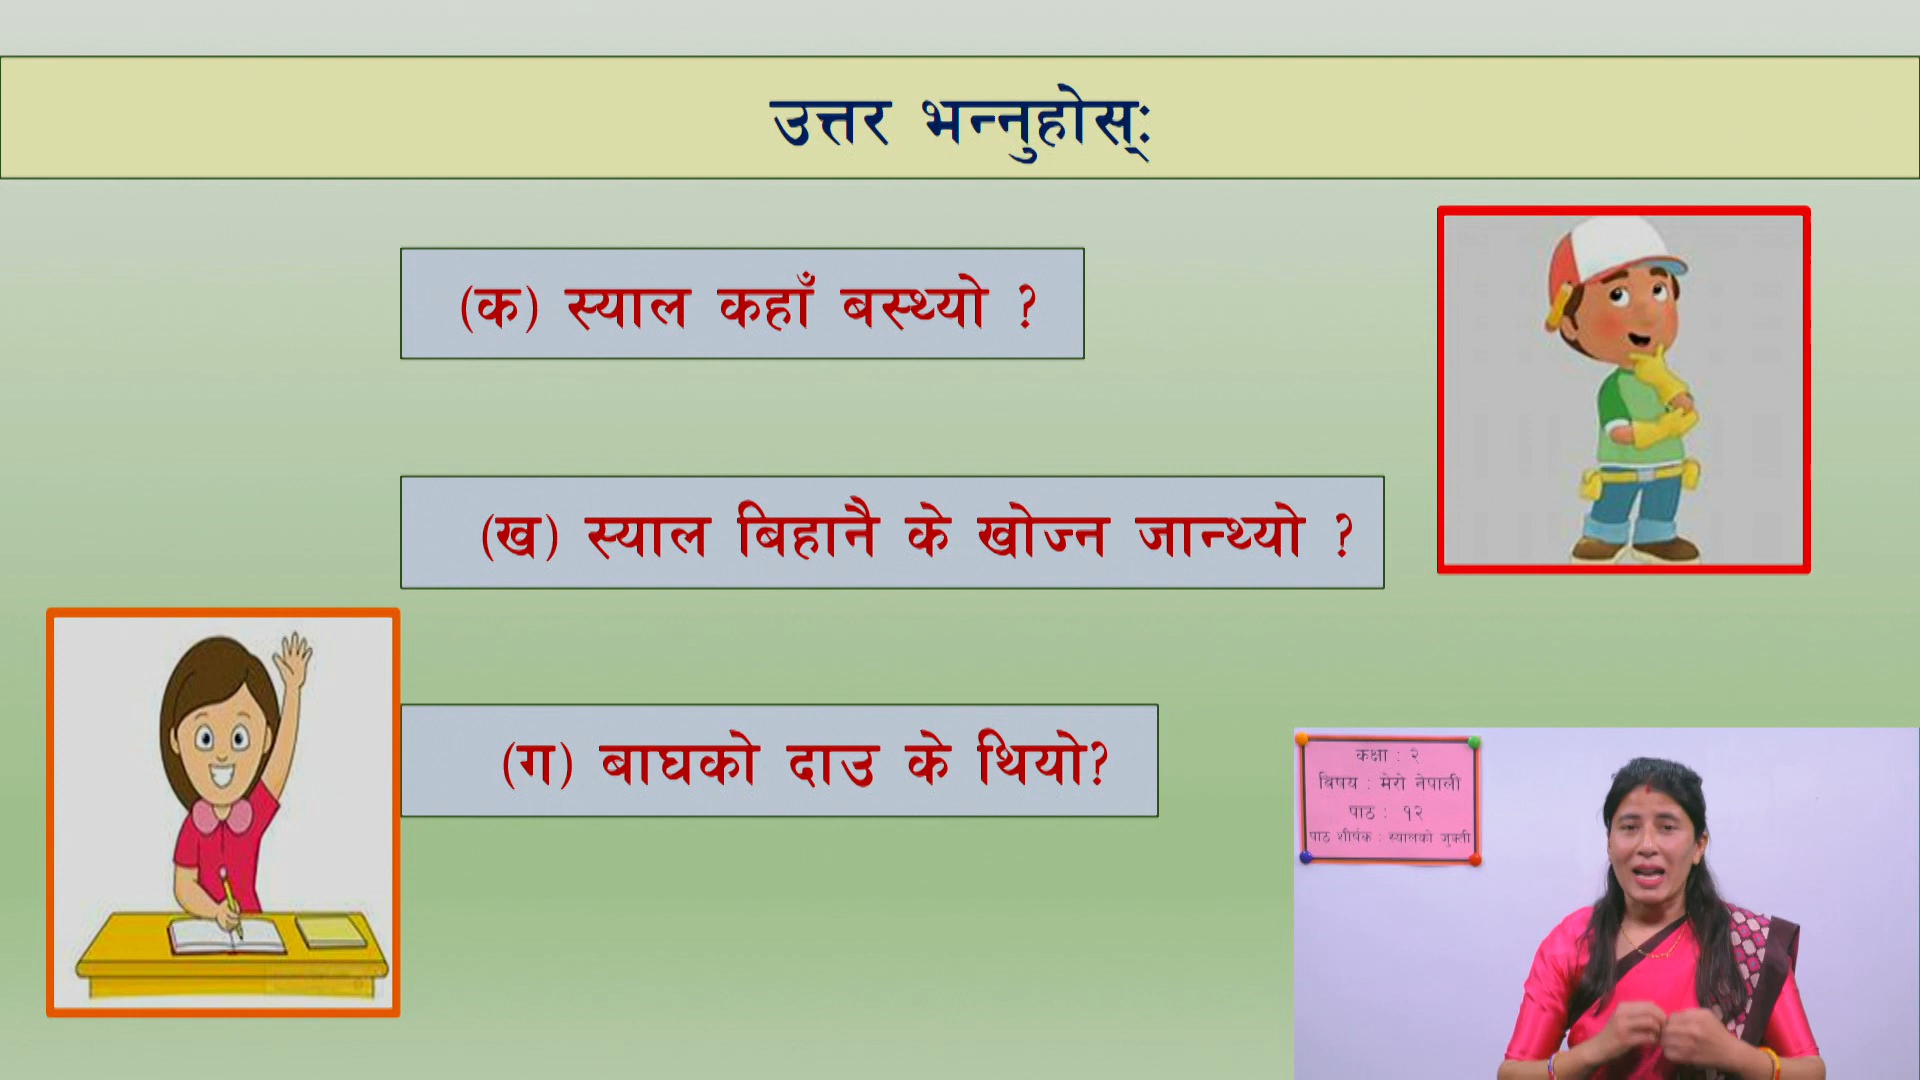 उत्तर भन्नुहोस्:
(क) स्याल कहाँ बस्थ्यो ?
(ख) स्याल बिहानै के खोज्न जान्थ्यो ?
(ग) बाघको दाउ के थियो?
कक्षा : २
विषय : मेरो नेपाली
पाठ : १२
पाठ शीर्षक : स्यालको जुक्ती